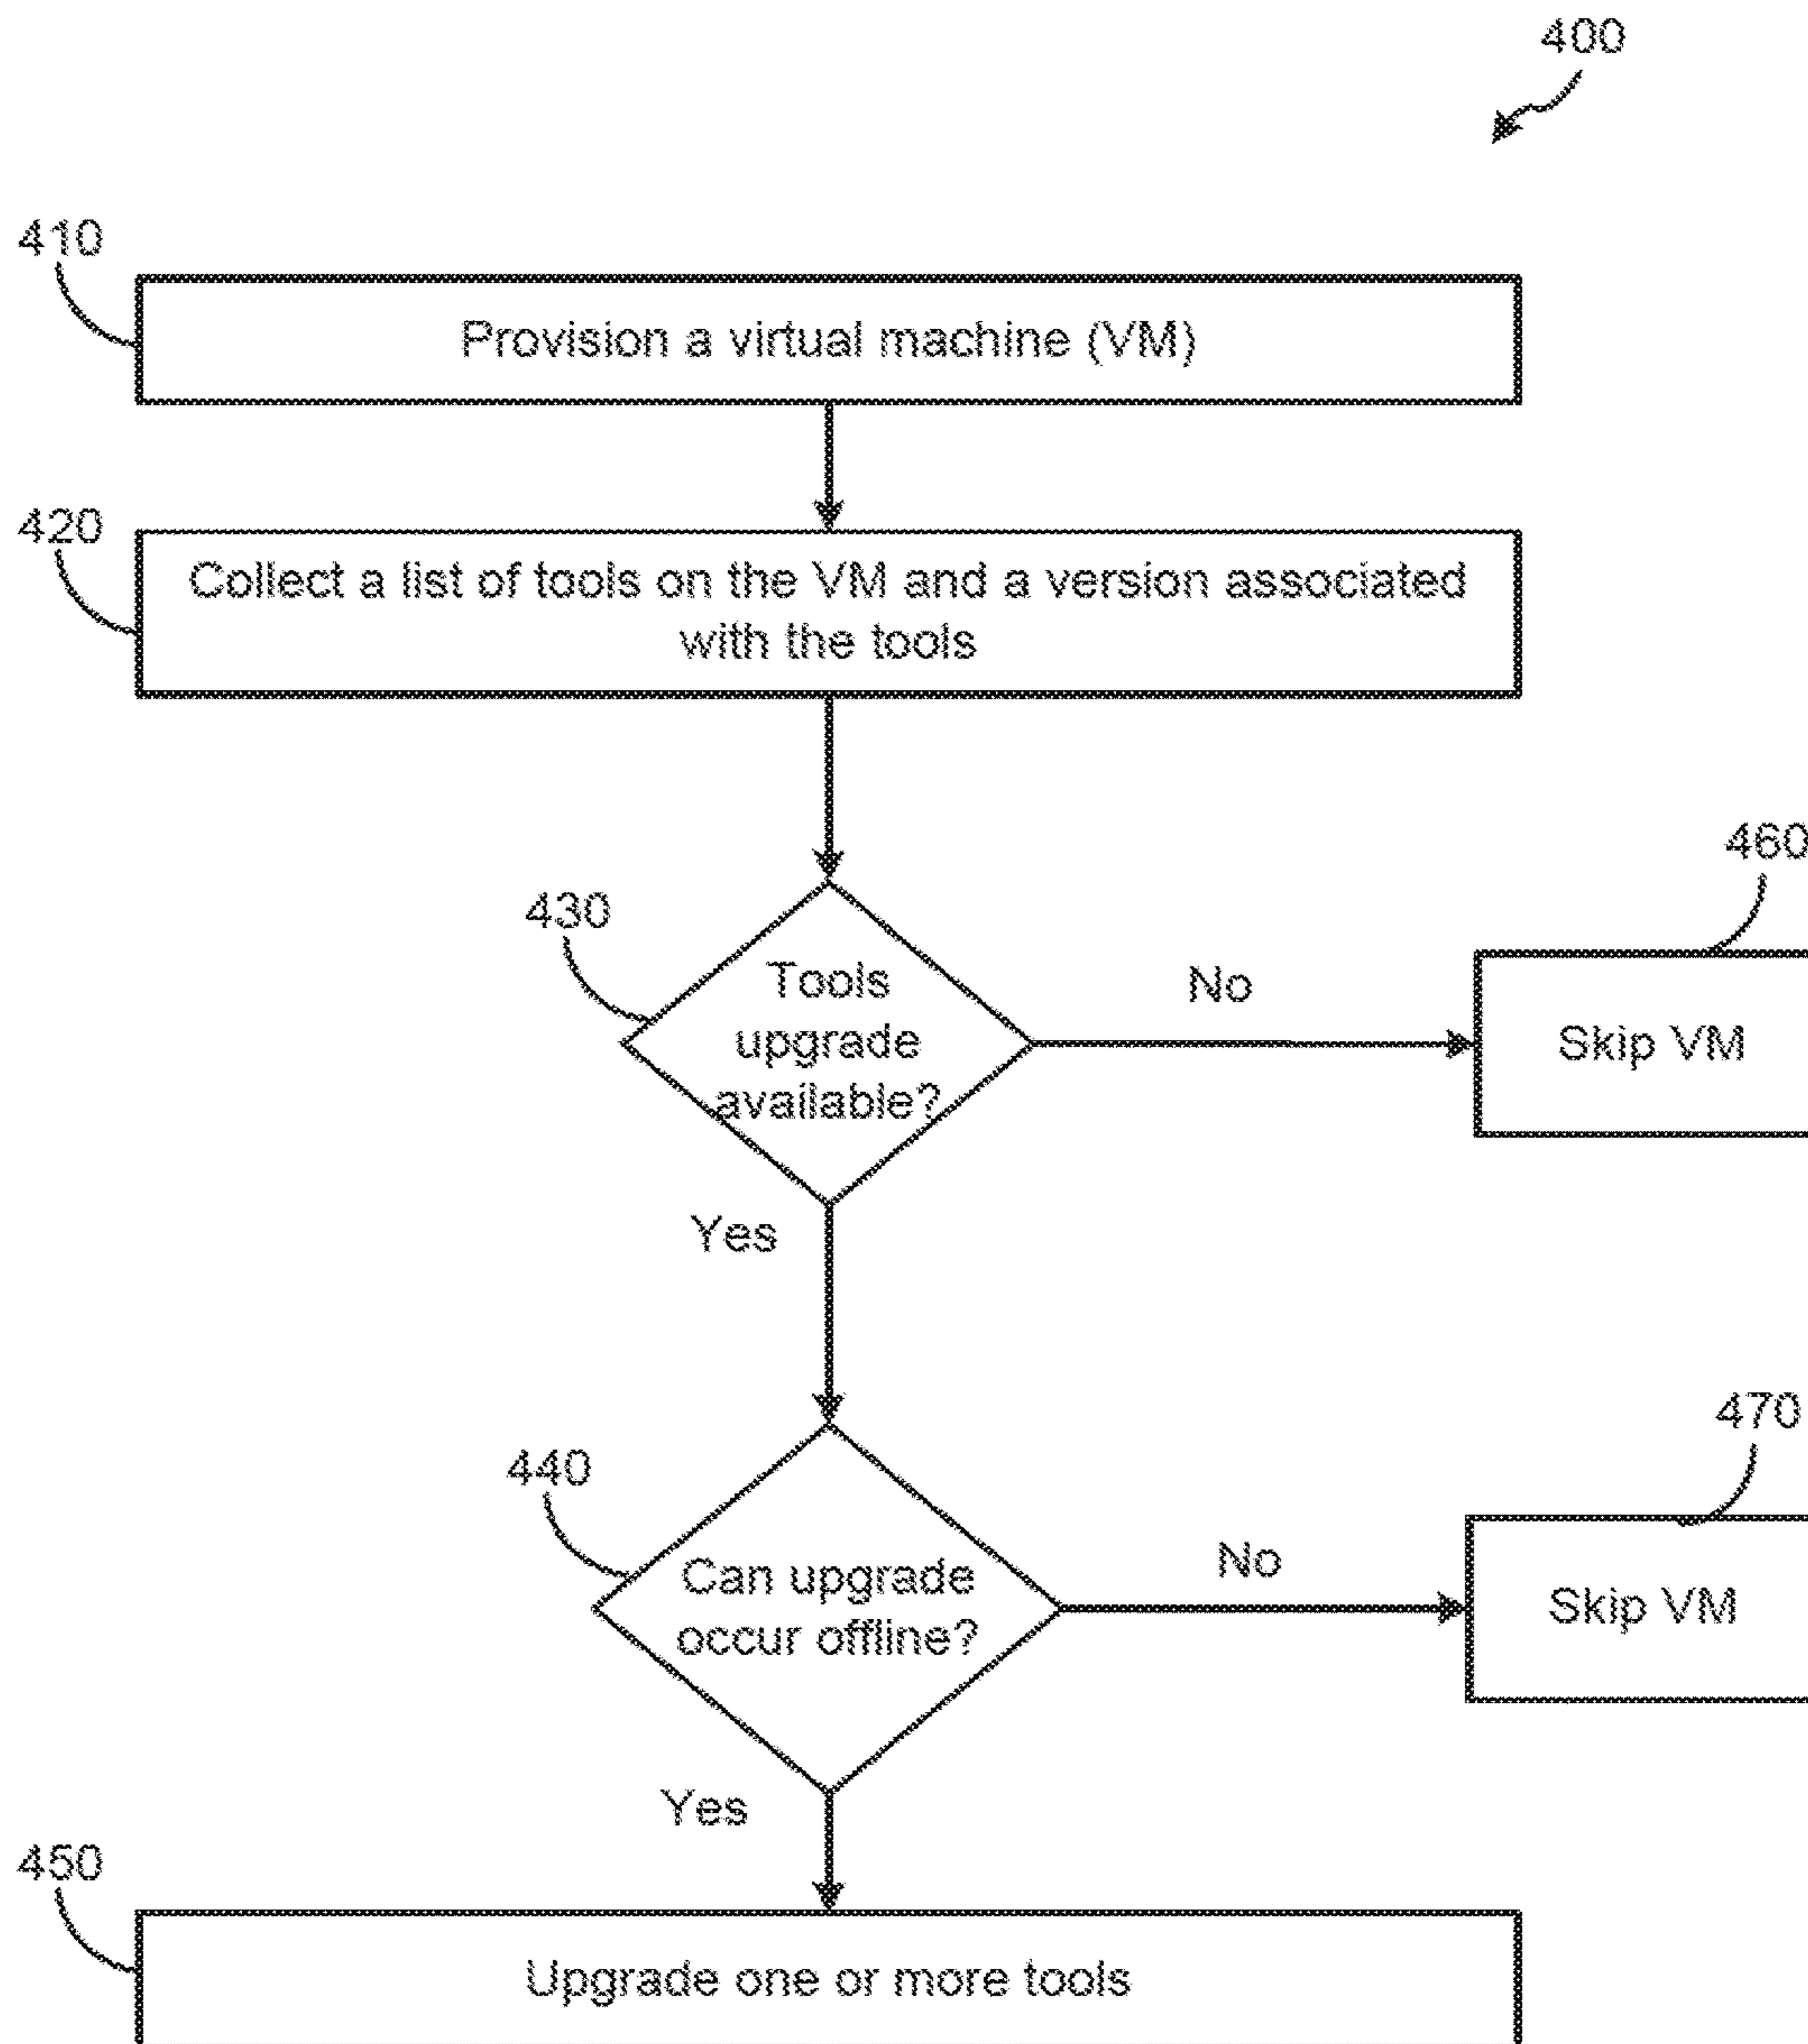 400
410
Provision a virtual machine (VM)
420
Collect a list of tools on the VM and a version associated
with the tools
460
430
Tools
upgrade
available?
No
Skip VM
Yes
470
440
Can upgrade
occur offline?
No
Skip VM
Yes
450
Upgrade one or more tools